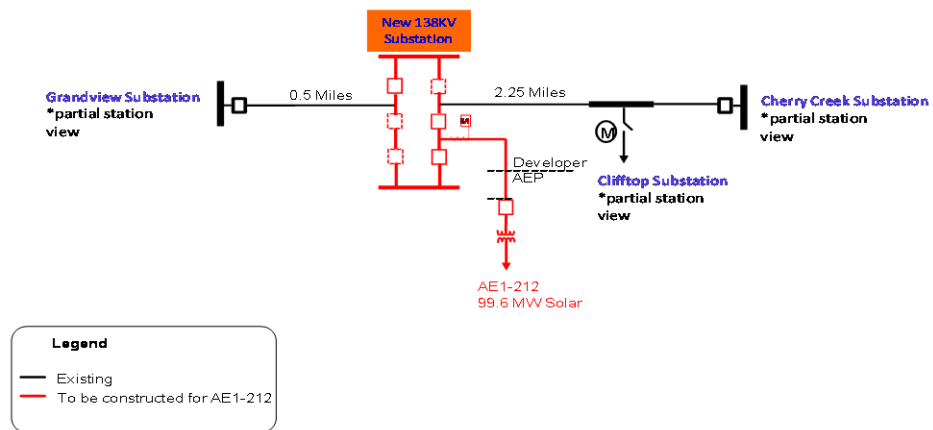 New 138KV
Substation
Grandview Substation
*partial station
view
0.5 Miles
2.25 Miles
Cherry Creek Substation
*partial station
view
M
M
Clifftop Substation
*partial station
view
Developer
AEP
AE1-212
99.6 MW Solar
Legend
Existing
To be constructed for AE1-212